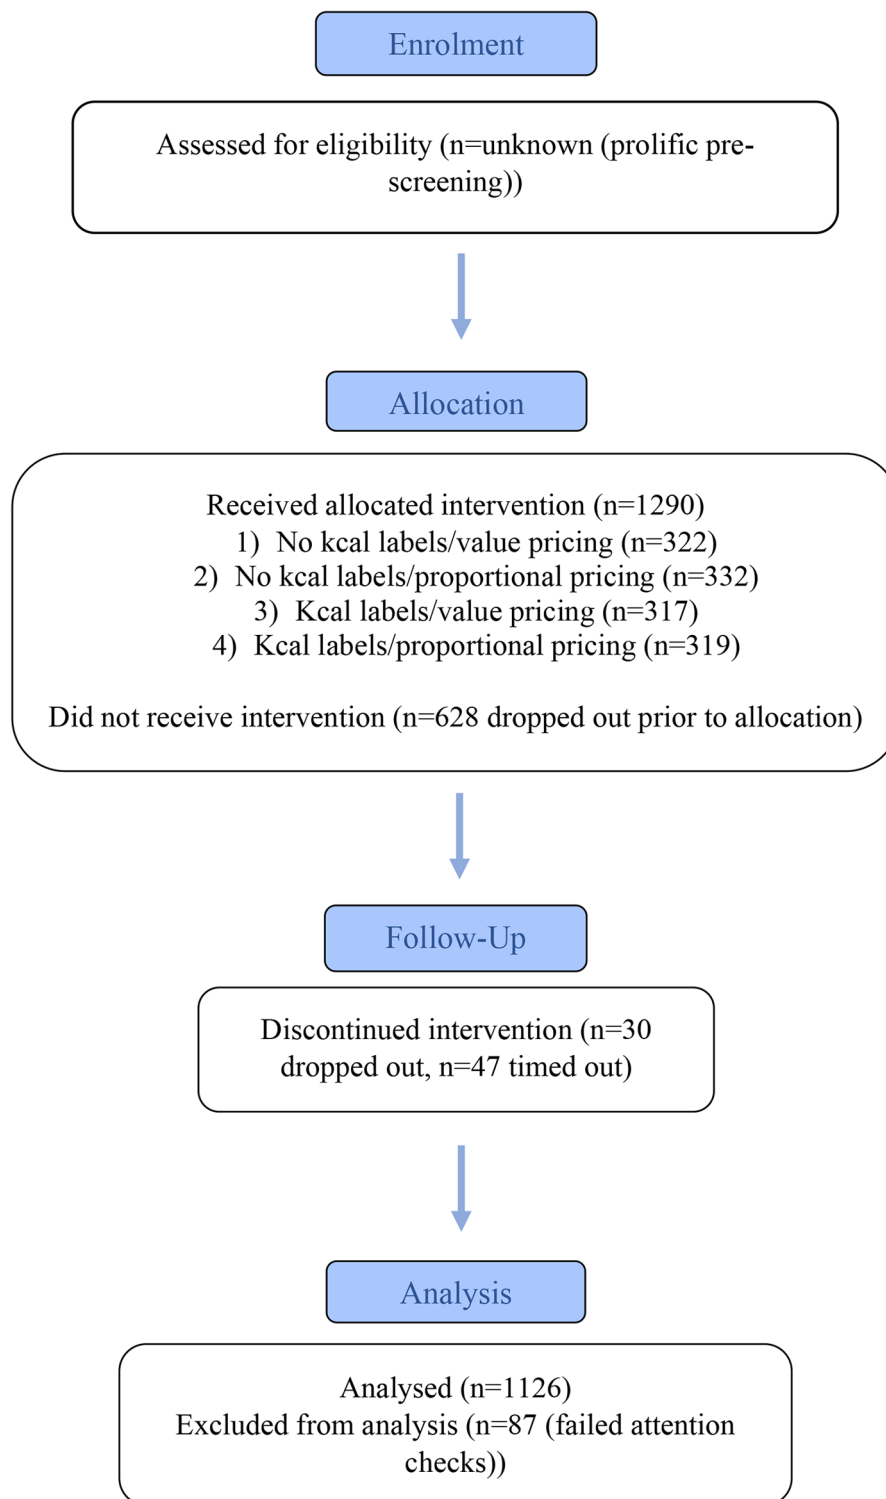 Enrolment
Assessed for eligibility (n=unknown (prolific pre-
screening))
Allocation
Received allocated intervention (n=1290)
1) No kcal labels/value pricing (n=322)
2) No kcal labels/proportional pricing (n=332)
3) Kcal labels/value pricing (n=317)
4) Kcal labels/proportional pricing (n=319)
Did not receive intervention (n=628 dropped out prior to allocation)
Follow-Up
Discontinued intervention (n=30
dropped out, n=47 timed out)
Analysis
Analysed (n=1126)
Excluded from analysis (n=87 (failed attention
checks))